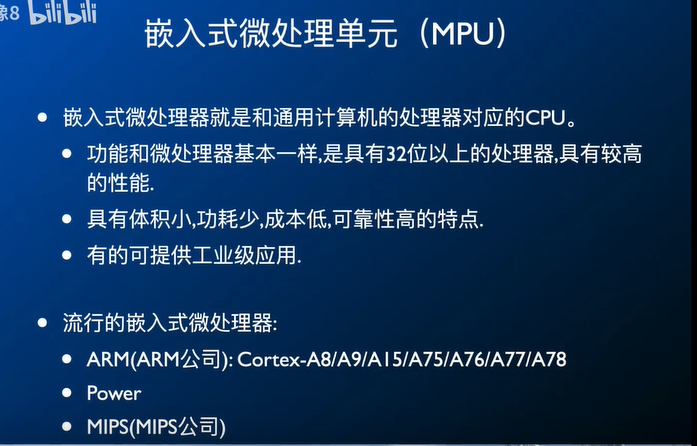 像8 bilibili
嵌入式微处理单元（MPU）
• 嵌入式微处理器就是和通用计算机的处理器对应的CPU。
• 功能和微处理器基本一样,是具有32位以上的处理器,具有较高
的性能.
• 具有体积小,功耗少,成本低,可靠性高的特点.
• 有的可提供工业级应用.
• 流行的嵌入式微处理器:
• ARM(ARM公司): Cortex-A8/A9/A15/A75/A76/A77/A78
• Power
• MIPS(MIPS公司)